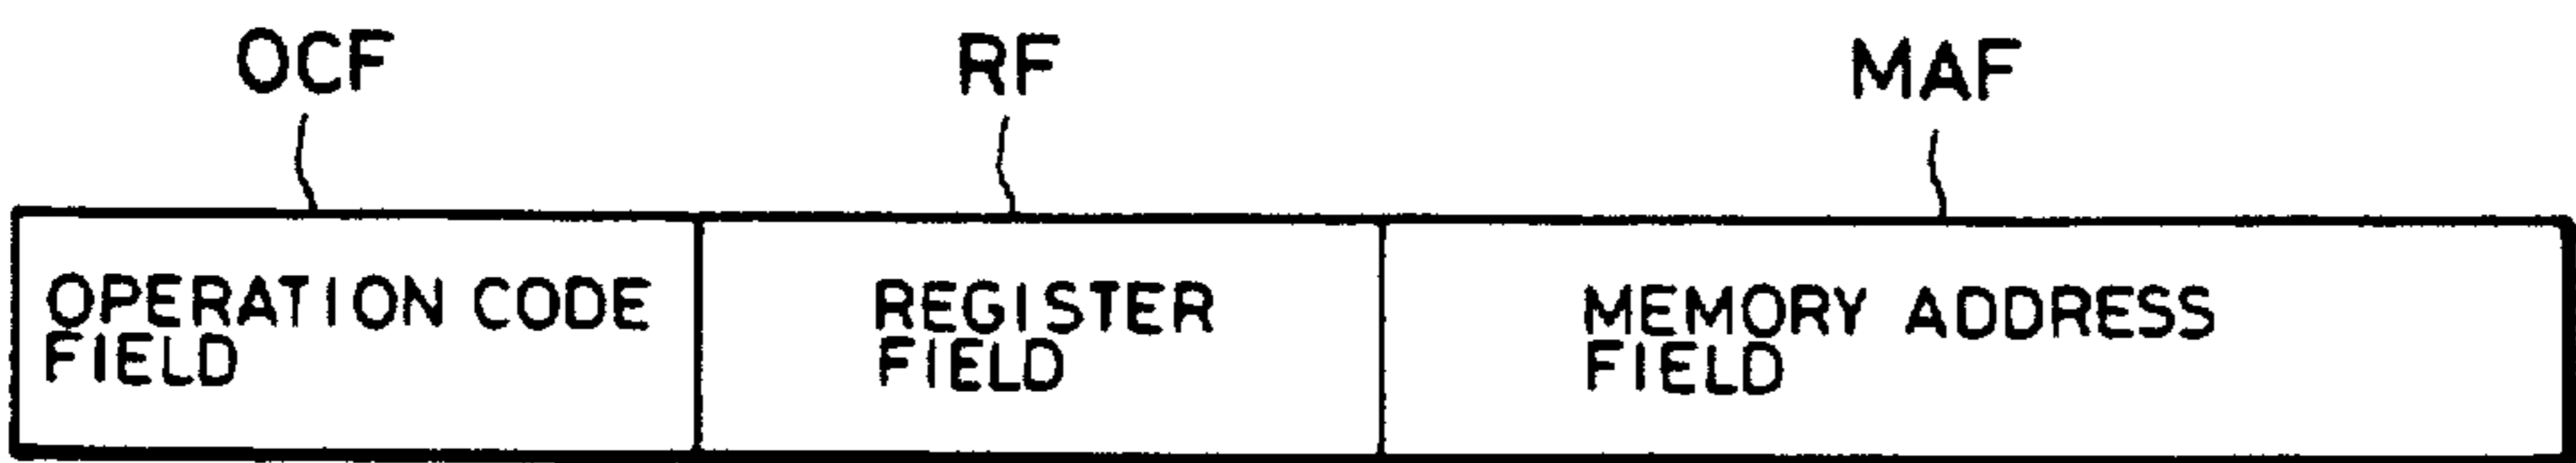 OCF RF MAF
OPERATION CODE
FIELD
REGISTER
FIELD
MEMORY ADDRESS
FIELD